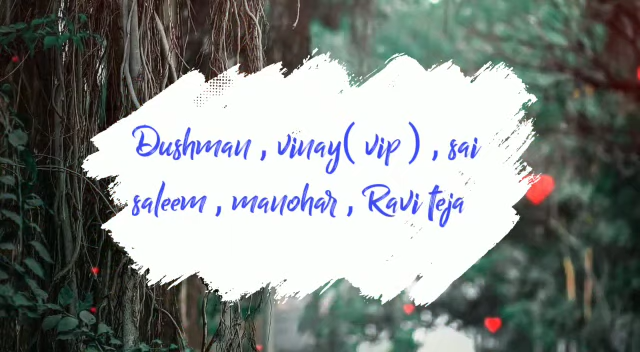 Dushman , vinay( vip ) , sai
saleem , manohar , Ravi teja